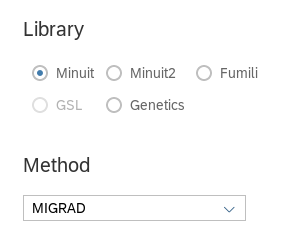 Library
Minuit Minuit2 Fumili
GSL Genetics
Method
MIGRAD